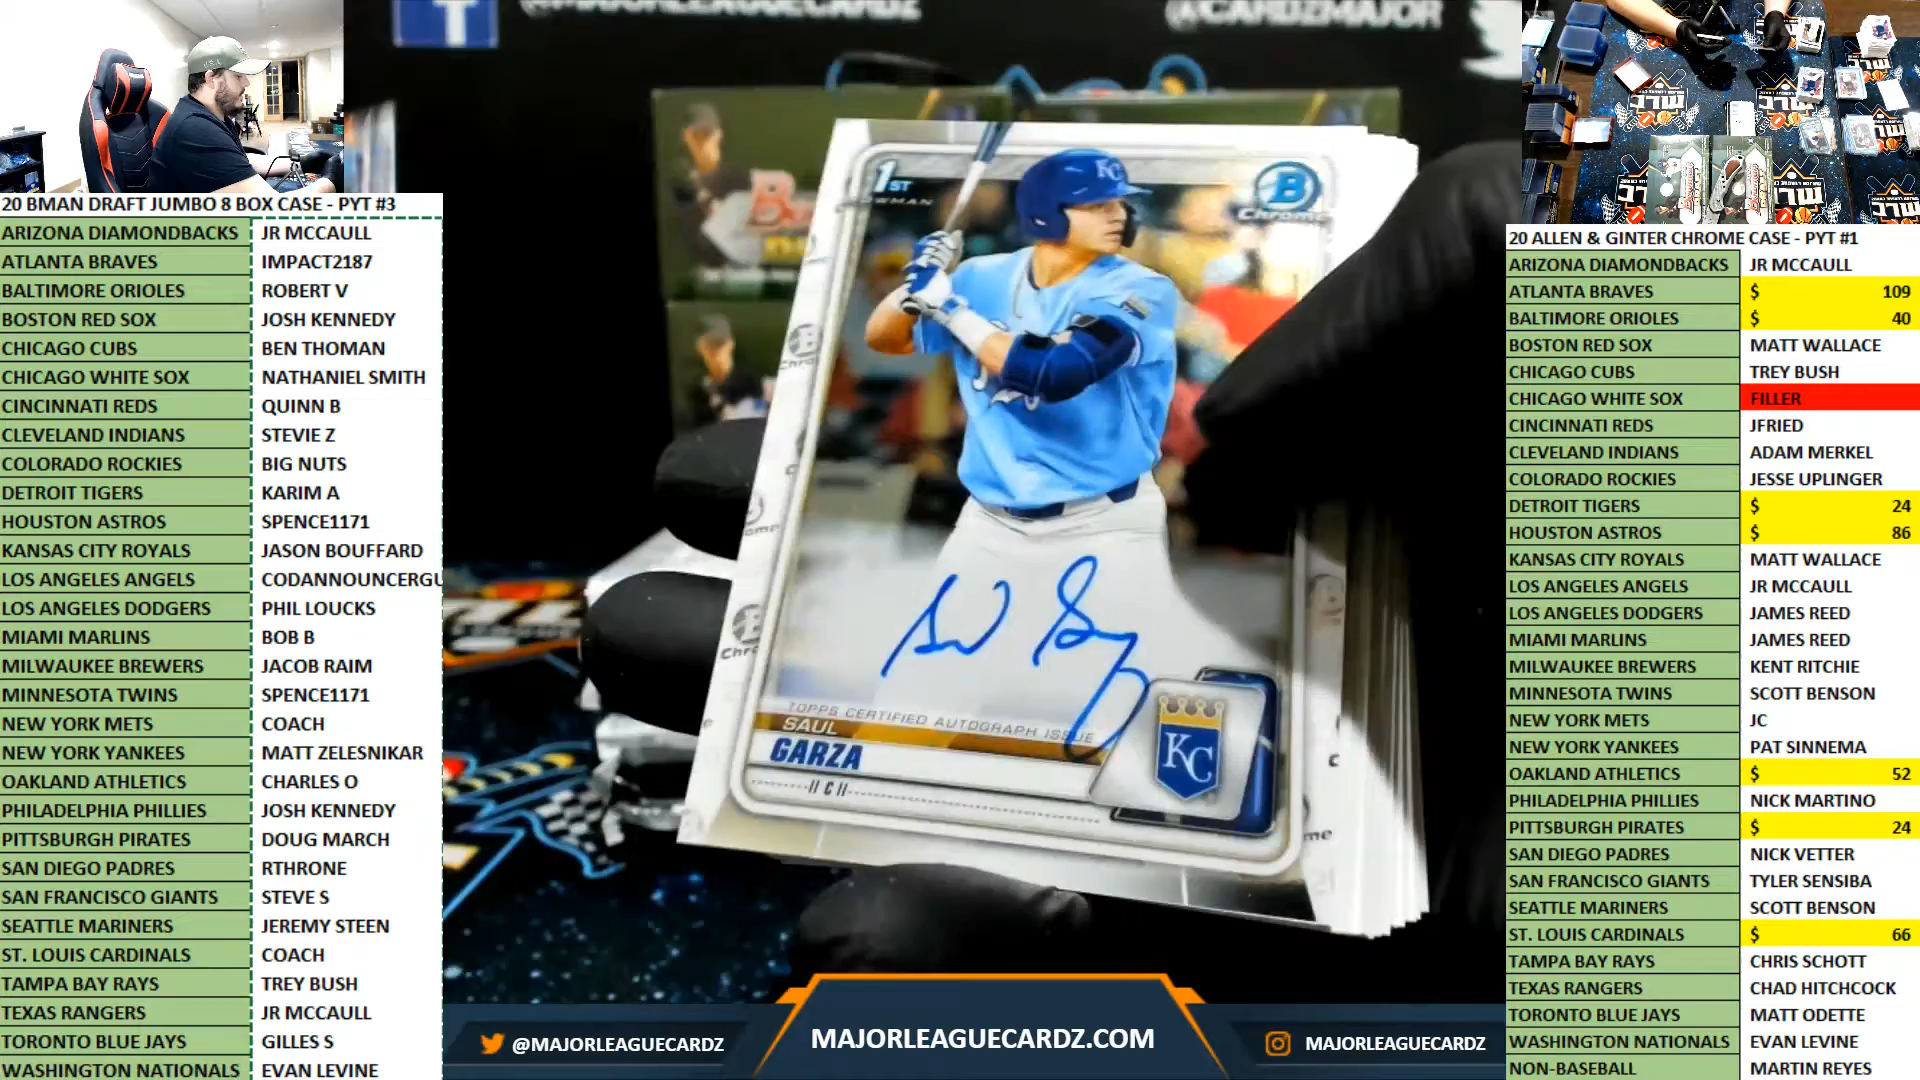 @MAJORLEAGUECARDZ
@CARDZMAJOR
20 BMAN DRAFT JUMBO 8 BOX CASE - PYT #3
ARIZONA DIAMONDBACKS JR MCCAULL
ATLANTA BRAVES IMPACT2187
BALTIMORE ORIOLES ROBERT V
BOSTON RED SOX JOSH KENNEDY
CHICAGO CUBS BEN THOMAN
CHICAGO WHITE SOX NATHANIEL SMITH
CINCINNATI REDS QUINN B
CLEVELAND INDIANS STEVIE Z
COLORADO ROCKIES BIG NUTS
DETROIT TIGERS KARIM A
HOUSTON ASTROS SPENCE1171
KANSAS CITY ROYALS JASON BOUFFARD
LOS ANGELES ANGELS CODANNOUNCERGU
LOS ANGELES DODGERS PHIL LOUCKS
MIAMI MARLINS BOB B
MILWAUKEE BREWERS JACOB RAIM
MINNESOTA TWINS SPENCE1171
NEW YORK METS COACH
NEW YORK YANKEES MATT ZELESNIKAR
OAKLAND ATHLETICS CHARLES O
PHILADELPHIA PHILLIES JOSH KENNEDY
PITTSBURGH PIRATES DOUG MARCH
SAN DIEGO PADRES RTHRONE
SAN FRANCISCO GIANTS STEVE S
SEATTLE MARINERS JEREMY STEEN
ST. LOUIS CARDINALS COACH
TAMPA BAY RAYS TREY BUSH
TEXAS RANGERS JR MCCAULL
TORONTO BLUE JAYS GILLES S
WASHINGTON NATIONALS EVAN LEVINE
1ST
BOWMAN
B
Chrome
KC
TOPPS CERTIFIED AUTOGRAPH ISSUE
SAUL
GARZA
// C //
KC
@MAJORLEAGUECARDZ
MAJORLEAGUECARDZ.COM
MAJORLEAGUECARDZ
20 ALLEN & GINTER CHROME CASE - PYT #1
ARIZONA DIAMONDBACKS JR MCCAULL
ATLANTA BRAVES $ 109
BALTIMORE ORIOLES $ 40
BOSTON RED SOX MATT WALLACE
CHICAGO CUBS TREY BUSH
CHICAGO WHITE SOX FILLER
CINCINNATI REDS JFRIED
CLEVELAND INDIANS ADAM MERKEL
COLORADO ROCKIES JESSE UPLINGER
DETROIT TIGERS $ 24
HOUSTON ASTROS $ 86
KANSAS CITY ROYALS MATT WALLACE
LOS ANGELES ANGELS JR MCCAULL
LOS ANGELES DODGERS JAMES REED
MIAMI MARLINS JAMES REED
MILWAUKEE BREWERS KENT RITCHIE
MINNESOTA TWINS SCOTT BENSON
NEW YORK METS JC
NEW YORK YANKEES PAT SINNEMA
OAKLAND ATHLETICS $ 52
PHILADELPHIA PHILLIES NICK MARTINO
PITTSBURGH PIRATES $ 24
SAN DIEGO PADRES NICK VETTER
SAN FRANCISCO GIANTS TYLER SENSIBA
SEATTLE MARINERS SCOTT BENSON
ST. LOUIS CARDINALS $ 66
TAMPA BAY RAYS CHRIS SCHOTT
TEXAS RANGERS CHAD HITCHCOCK
TORONTO BLUE JAYS MATT ODETTE
WASHINGTON NATIONALS EVAN LEVINE
NON-BASEBALL MARTIN REYES